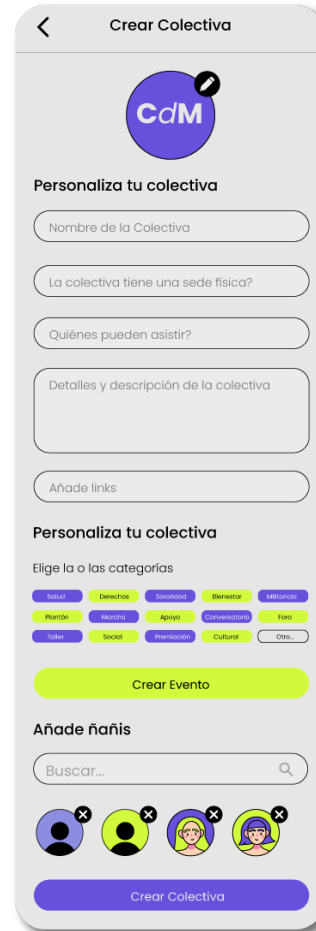 Crear Colectiva
CdM
Personaliza tu colectiva
Nombre de la Colectiva
La colectiva tiene una sede física?
Quiénes pueden asistir?
Detalles y descripción de la colectiva
Añade links
Personaliza tu colectiva
Elige la o las categorías
Salud Derechos Sororidad Bienestar Militancia
Plantón Marcha Apoyo Conversatorio Foro
Taller Social Premiación Cultural Otro...
Crear Evento
Añade ñañis
Buscar...
Crear Colectiva